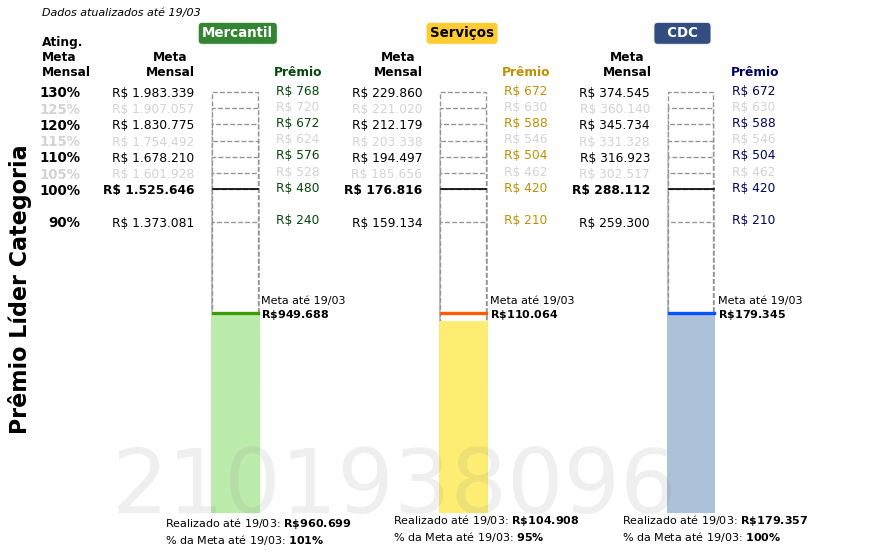 Dados atualizados até 19/03
Mercantil Serviços CDC
Ating.
Meta
Mensal
Meta
Mensal Prêmio Meta
Mensal Prêmio Meta
Mensal Prêmio
130% R$ 1.983.339 R$ 768 R$ 229.860 R$ 672 R$ 374.545 R$ 672
125% R$ 1.907.057 R$ 720 R$ 221.020 R$ 630 R$ 360.140 R$ 630
120% R$ 1.830.775 R$ 672 R$ 212.179 R$ 588 R$ 345.734 R$ 588
115% R$ 1.754.492 R$ 624 R$ 203.338 R$ 546 R$ 331.328 R$ 546
110% R$ 1.678.210 R$ 576 R$ 194.497 R$ 504 R$ 316.923 R$ 504
105% R$ 1.601.928 R$ 528 R$ 185.656 R$ 462 R$ 302.517 R$ 462
100% R$ 1.525.646 R$ 480 R$ 176.816 R$ 420 R$ 288.112 R$ 420
90% R$ 1.373.081 R$ 240 R$ 159.134 R$ 210 R$ 259.300 R$ 210
Prêmio Líder Categoria
Meta até 19/03 Meta até 19/03 Meta até 19/03
R$949.688 R$110.064 R$179.345
2101938096
Realizado até 19/03: R$960.699 Realizado até 19/03: R$104.908 Realizado até 19/03: R$179.357
% da Meta até 19/03: 101% % da Meta até 19/03: 95% % da Meta até 19/03: 100%